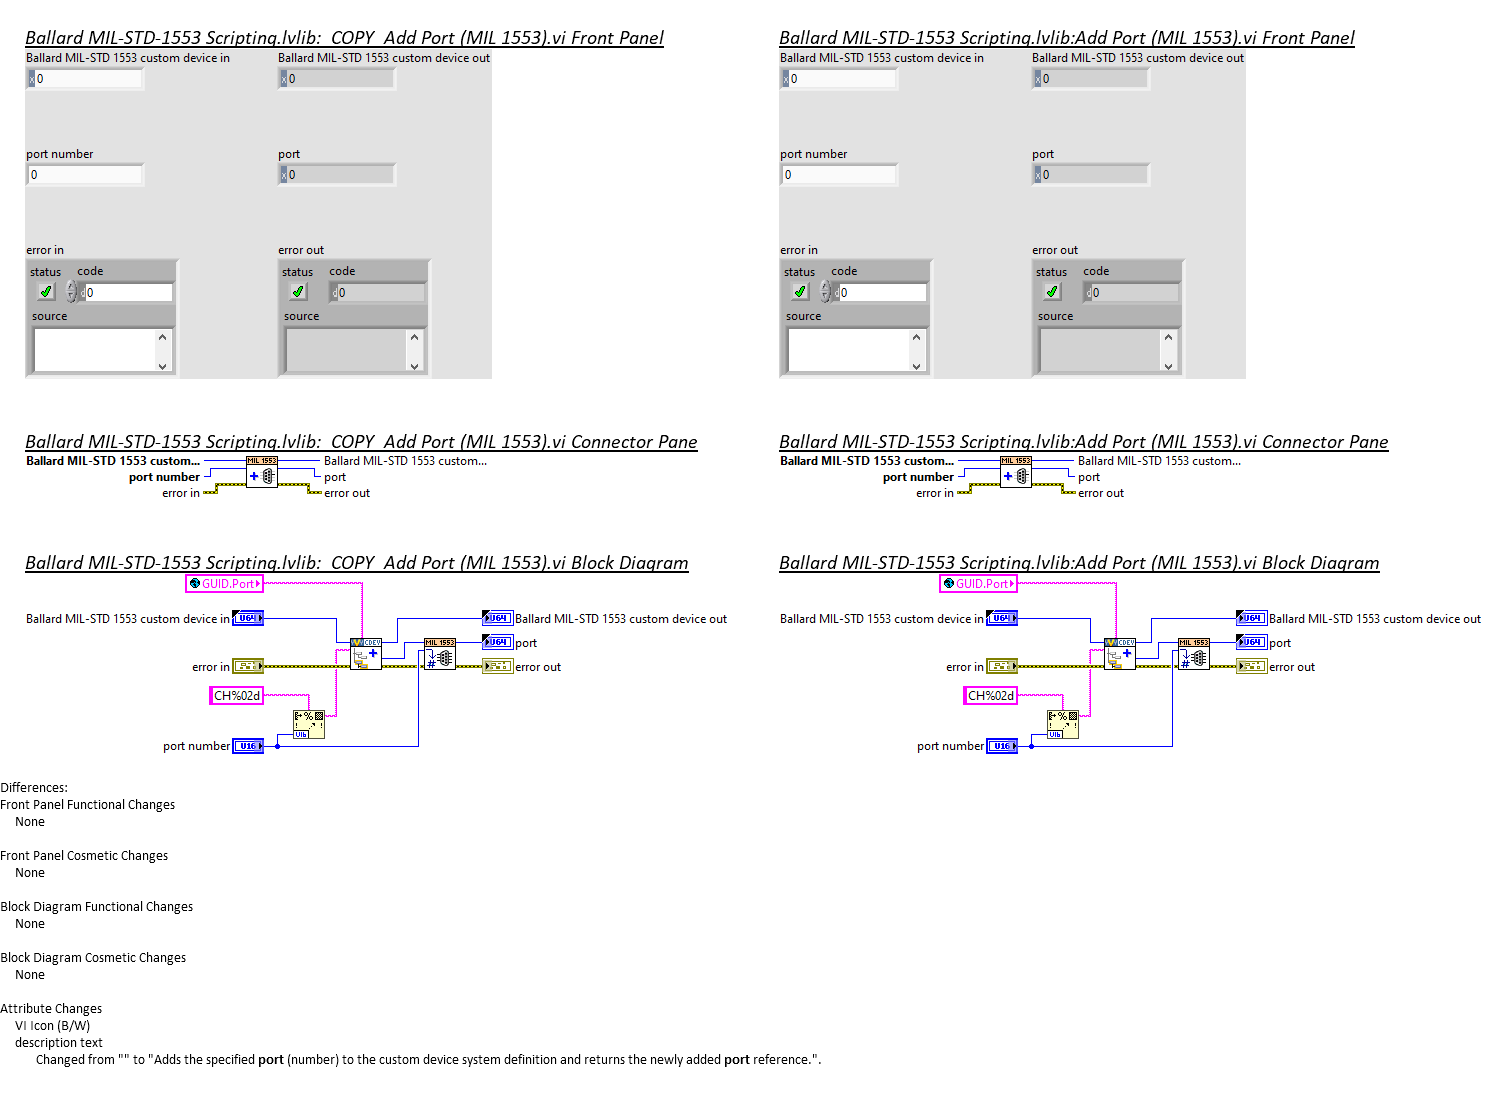 Ballard MIL-STD-1553 Scripting.lvlib:_COPY_Add Port (MIL 1553).vi Front Panel
Ballard MIL-STD 1553 custom device in
Ballard MIL-STD 1553 custom device out
x 0
x 0
port number
port
0
x 0
error in
error out
status
code
status
code
d 0
d 0
source
source
Ballard MIL-STD-1553 Scripting.lvlib:Add Port (MIL 1553).vi Front Panel
Ballard MIL-STD 1553 custom device in
Ballard MIL-STD 1553 custom device out
x 0
x 0
port number
port
0
x 0
error in
error out
status
code
status
code
d 0
d 0
source
source
Ballard MIL-STD-1553 Scripting.lvlib:_COPY_Add Port (MIL 1553).vi Connector Pane
Ballard MIL-STD 1553 custom...
port number
error in
MIL 1553
Ballard MIL-STD 1553 custom...
port
error out
Ballard MIL-STD-1553 Scripting.lvlib:Add Port (MIL 1553).vi Connector Pane
Ballard MIL-STD 1553 custom...
port number
error in
MIL 1553
Ballard MIL-STD 1553 custom...
port
error out
Ballard MIL-STD-1553 Scripting.lvlib:_COPY_Add Port (MIL 1553).vi Block Diagram
GUID.Port
Ballard MIL-STD 1553 custom device in
U64
U64
Ballard MIL-STD 1553 custom device out
CDEV
MIL 1553
U64
port
error in
error out
CH%02d
%
U16
port number
U16
Ballard MIL-STD-1553 Scripting.lvlib:Add Port (MIL 1553).vi Block Diagram
GUID.Port
Ballard MIL-STD 1553 custom device in
U64
U64
Ballard MIL-STD 1553 custom device out
CDEV
MIL 1553
U64
port
error in
error out
CH%02d
%
U16
port number
U16
Differences:
Front Panel Functional Changes
None
Front Panel Cosmetic Changes
None
Block Diagram Functional Changes
None
Block Diagram Cosmetic Changes
None
Attribute Changes
VI Icon (B/W)
description text
Changed from "" to "Adds the specified port (number) to the custom device system definition and returns the newly added port reference.".